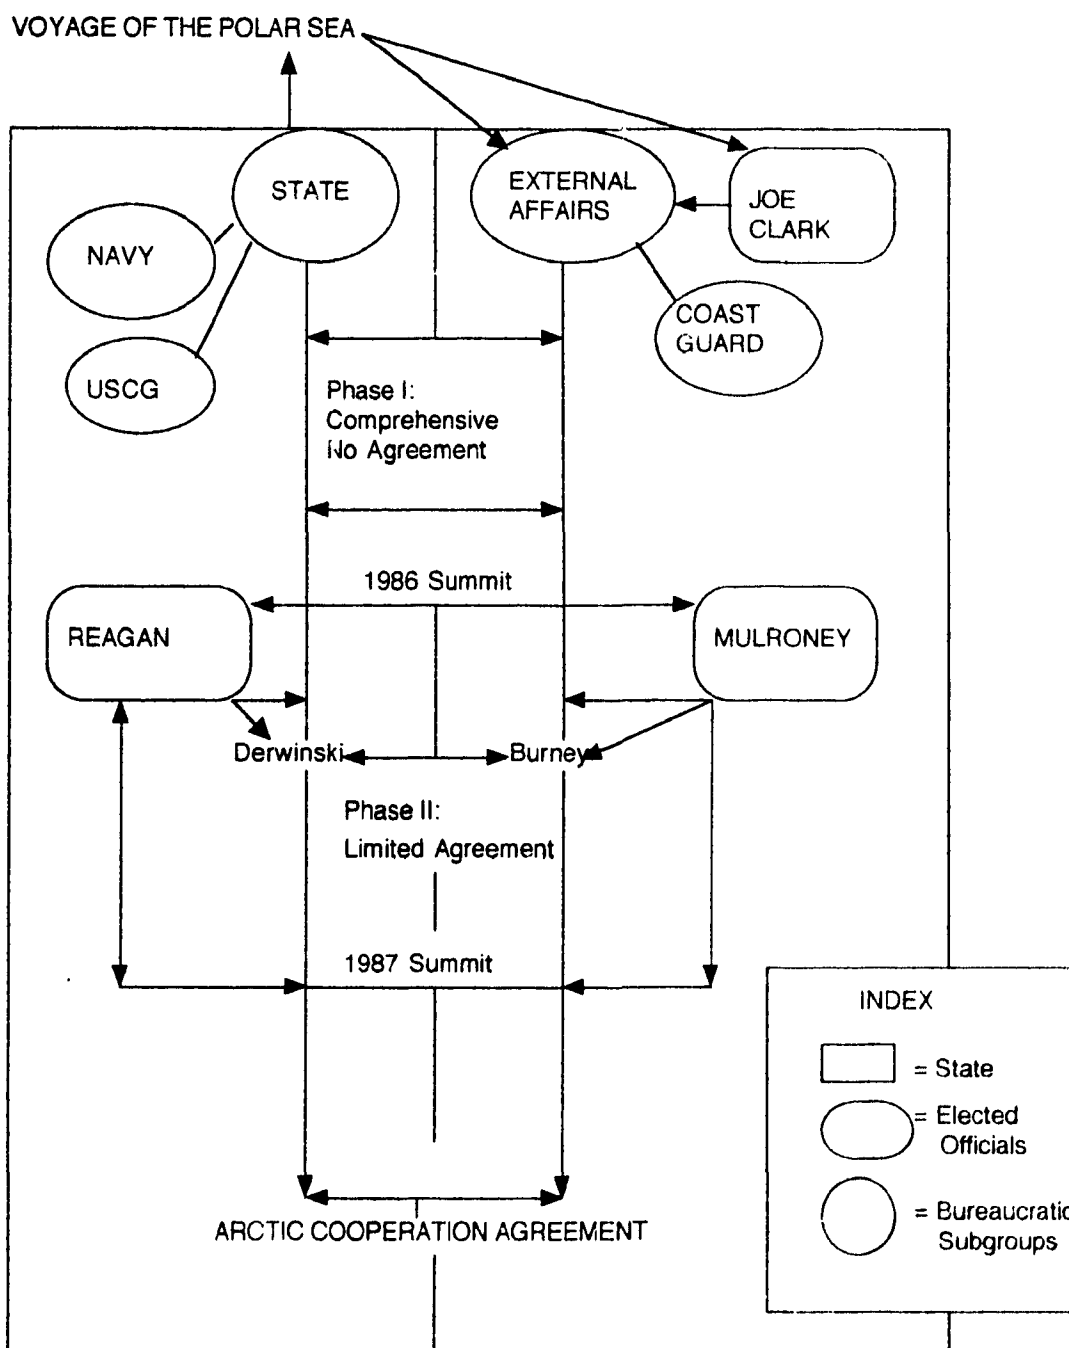 VOYAGE OF THE POLAR SEA
STATE
EXTERNAL
AFFAIRS
JOE
CLARK
NAVY
COAST
GUARD
USCG
Phase I:
Comprehensive
No Agreement
1986 Summit
REAGAN
MULRONEY
Derwinski
Burney
Phase II:
Limited Agreement
1987 Summit
INDEX
= State
= Elected
Officials
= Bureaucratic
Subgroups
ARCTIC COOPERATION AGREEMENT